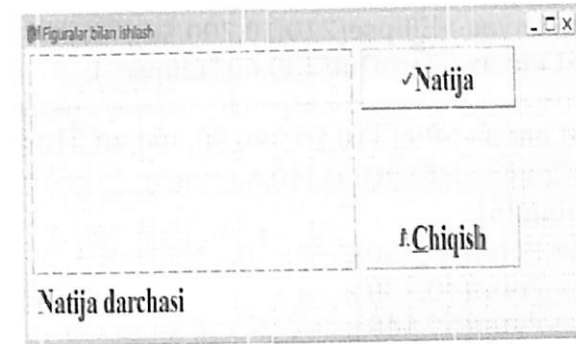 Figuralar bilan ishlash
Natija
Chiqish
Natija darchasi